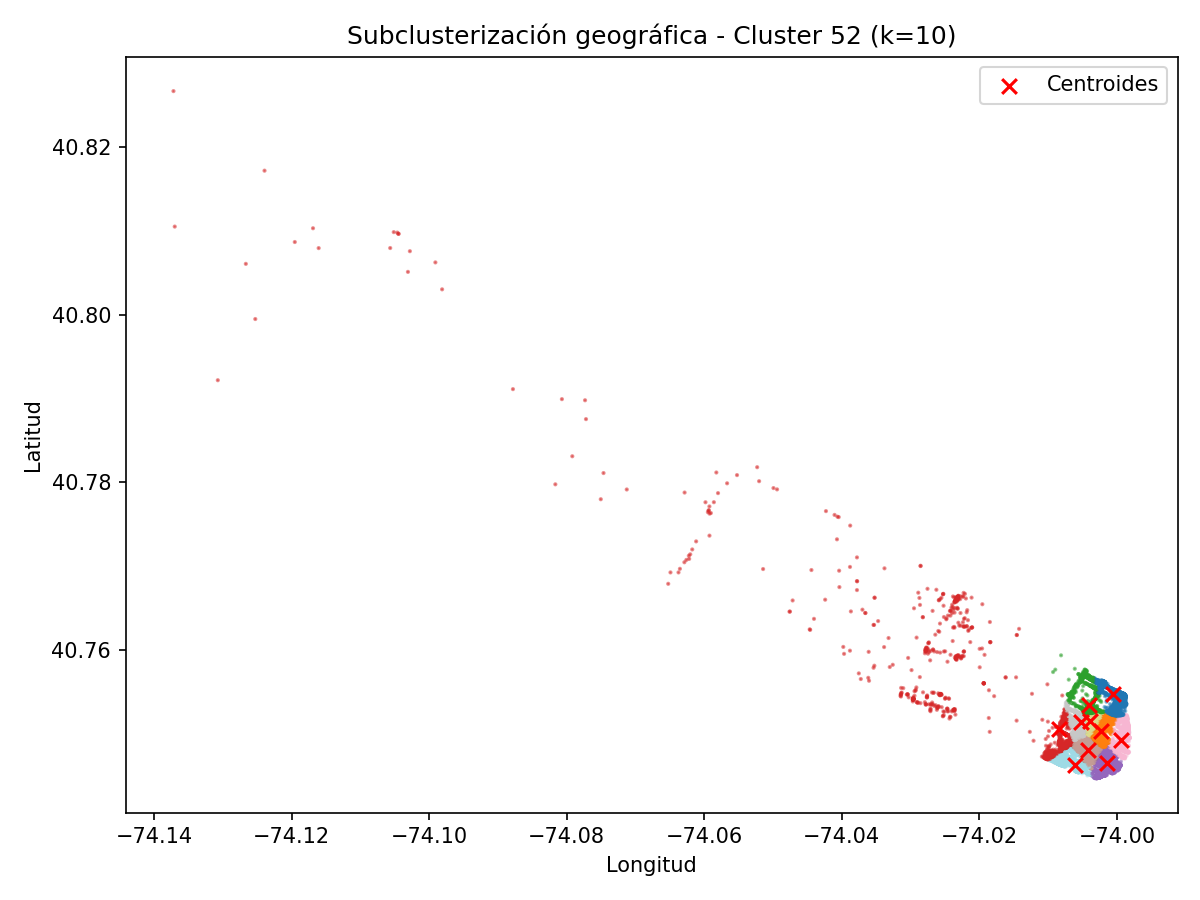 Subclusterización geográfica - Cluster 52 (k=10)
Centroides
40.82
40.80
40.78
40.76
Latitud
−74.14 −74.12 −74.10 −74.08 −74.06 −74.04 −74.02 −74.00
Longitud